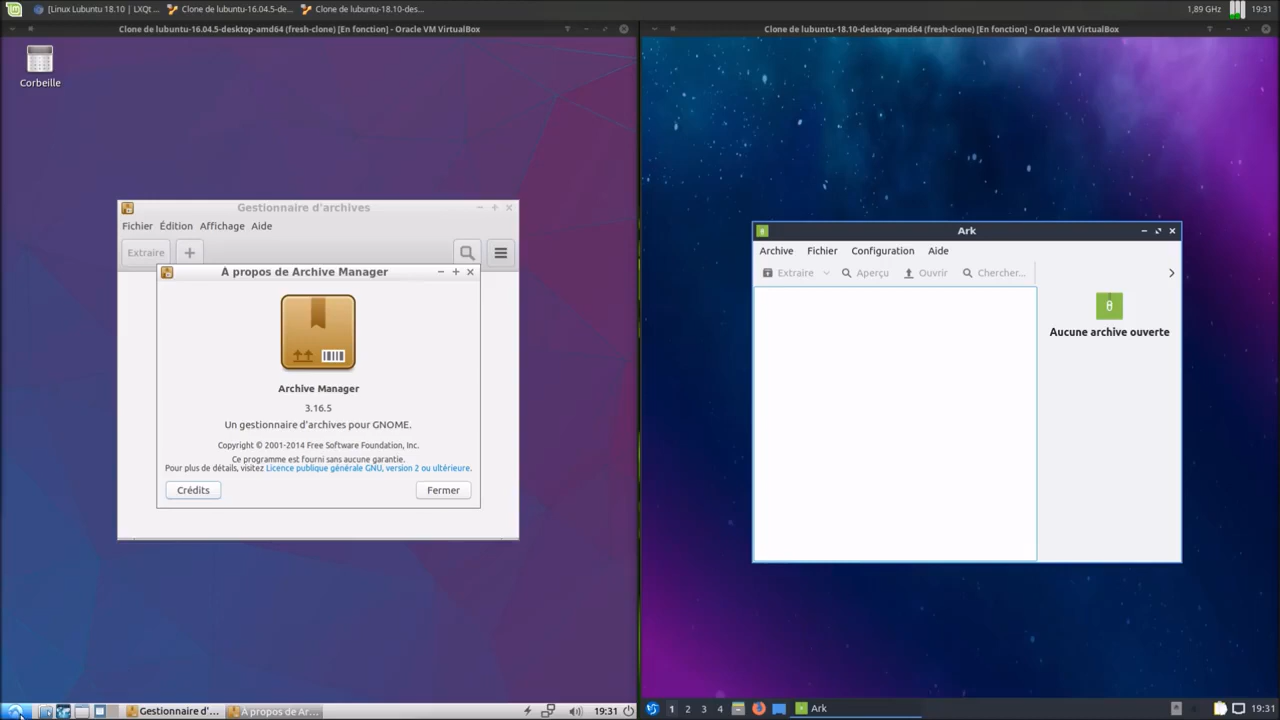 [Linux Lubuntu 18.10 | LXQt ...
Clone de lubuntu-16.04.5-de...
Clone de lubuntu-18.10-des...
1,89 GHz
19:31
Clone de lubuntu-16.04.5-desktop-amd64 (fresh-clone) [En fonction] - Oracle VM VirtualBox
Clone de lubuntu-18.10-desktop-amd64 (fresh-clone) [En fonction] - Oracle VM VirtualBox
Corbeille
Gestionnaire d'archives
Fichier Édition Affichage Aide
Extraire
À propos de Archive Manager
Archive Manager
3.16.5
Un gestionnaire d'archives pour GNOME.
Copyright © 2001-2014 Free Software Foundation, Inc.
Ce programme est fourni sans aucune garantie.
Pour plus de détails, visitez Licence publique générale GNU, version 2 ou ultérieure.
Crédits
Fermer
Ark
Archive Fichier Configuration Aide
Extraire Aperçu Ouvrir Chercher...
Aucune archive ouverte
Gestionnaire d'...
À propos de Ar...
19:31
1 2 3 4
Ark
19:31